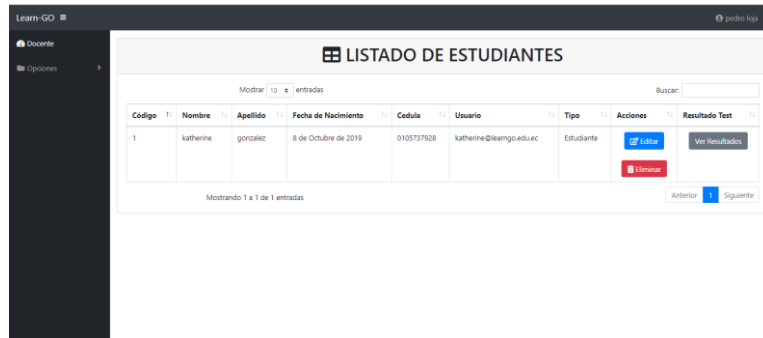 Learn-GO
pedro loja
Docente
Opciones
LISTADO DE ESTUDIANTES
Mostrar 10 entradas
Buscar:
Código Nombre Apellido Fecha de Nacimiento Cedula Usuario Tipo Acciones Resultado Test
1 katherine gonzalez 8 de Octubre de 2019 0105737928 katherine@learngo.edu.ec Estudiante Editar Ver Resultados
Eliminar
Mostrando 1 a 1 de 1 entradas
Anterior 1 Siguiente